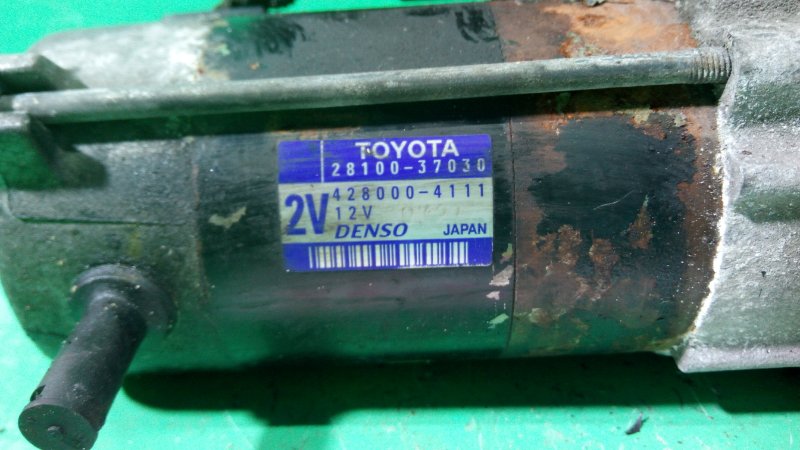 TOYOTA
28100-37030
428000-4111
2V 12V
DENSO JAPAN